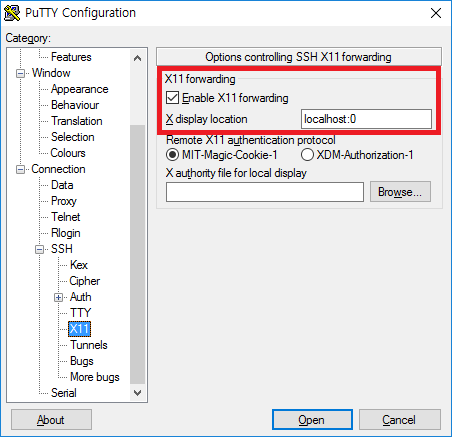 PuTTY Configuration
Category:
Features
Window
Appearance
Behaviour
Translation
Selection
Colours
Connection
Data
Proxy
Telnet
Rlogin
SSH
Kex
Cipher
Auth
TTY
X11
Tunnels
Bugs
More bugs
Serial
Options controlling SSH X11 forwarding
X11 forwarding
Enable X11 forwarding
X display location localhost:0
Remote X11 authentication protocol
MIT-Magic-Cookie-1 XDM-Authorization-1
X authority file for local display
Browse...
About Open Cancel